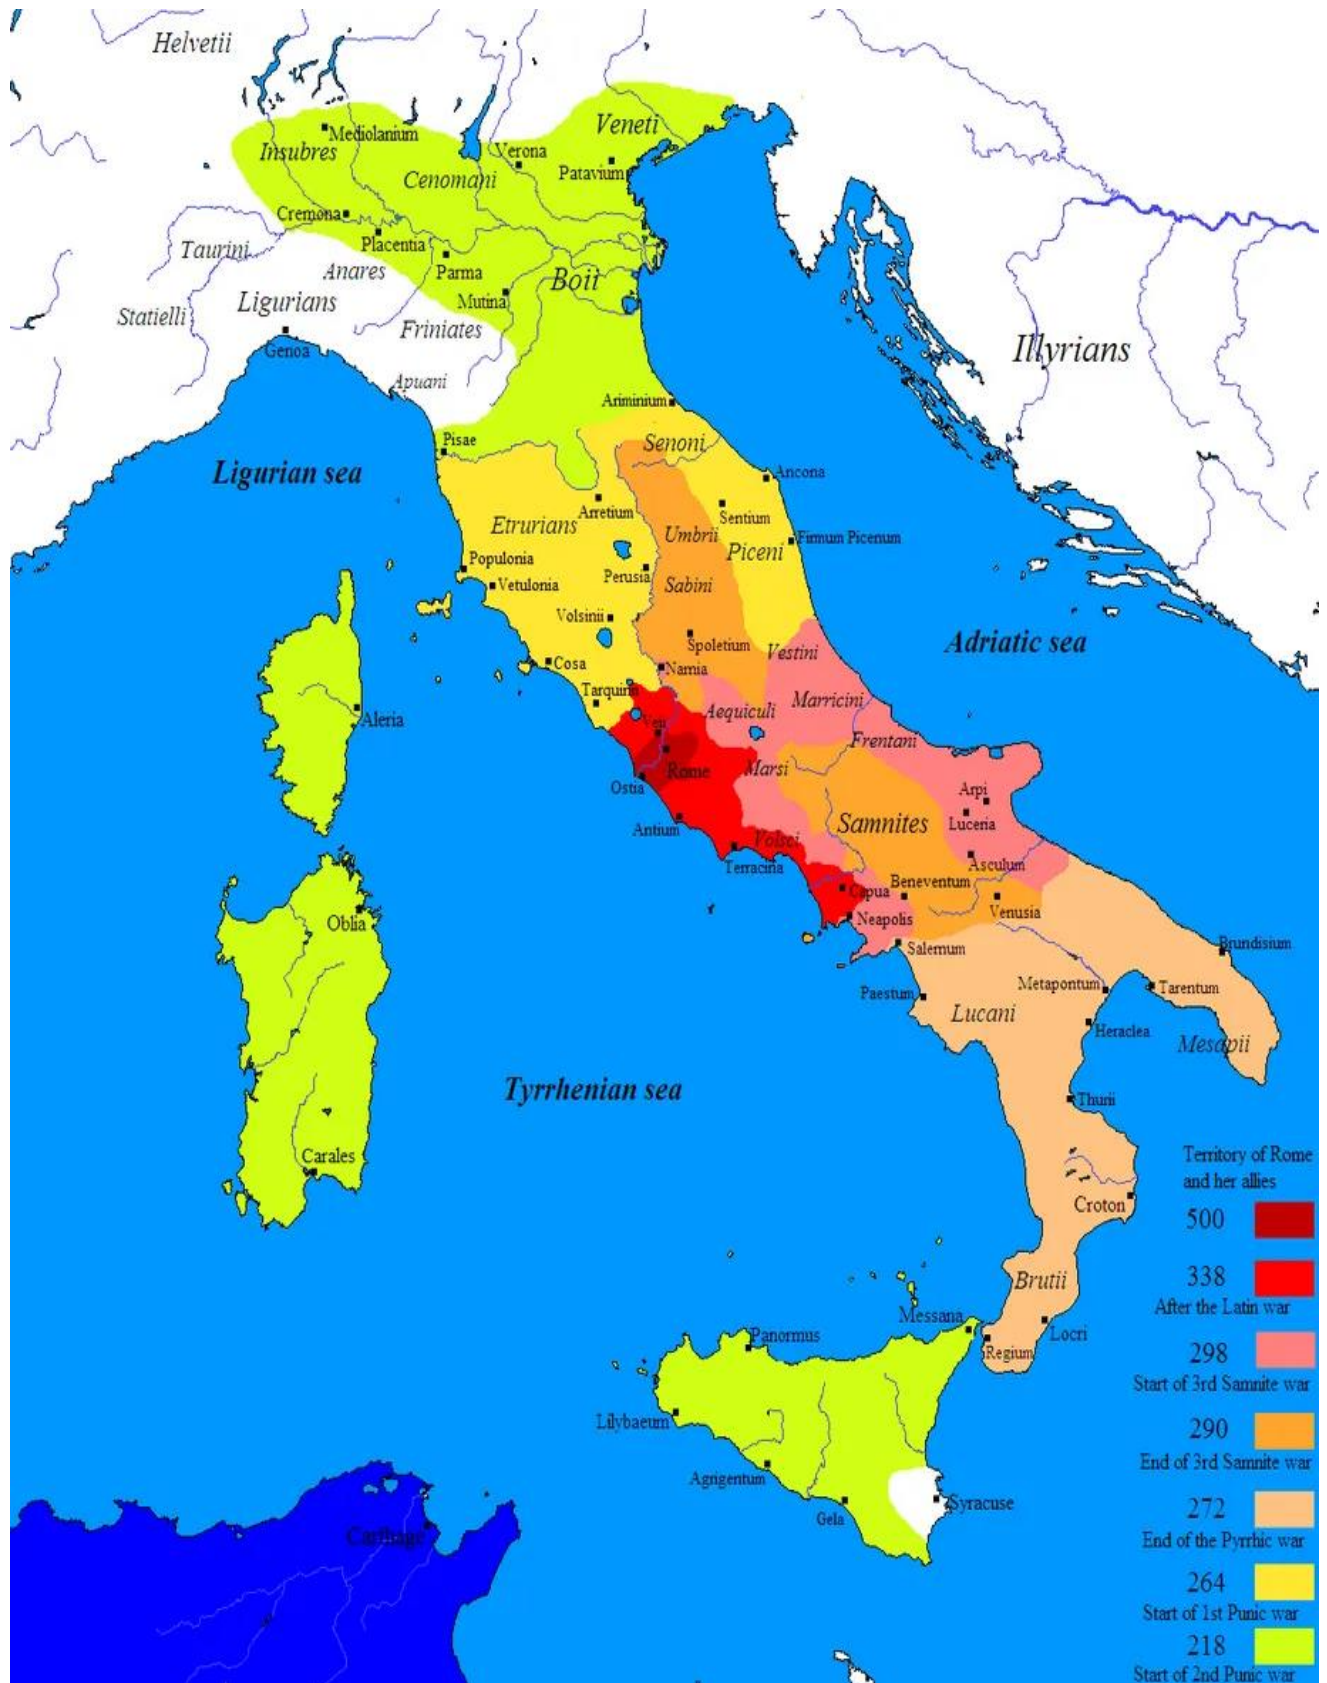 Helvetii
Veneti
Mediolanium
Insubres
Verona
Cenomani
Patavium
Cremona
Placentia
Taurini
Anares
Parma
Boii
Mutina
Ligurians
Statielli
Friniates
Genoa
Illyrians
Apuani
Ariminium
Pisae
Senoni
Ligurian sea
Ancona
Arretium
Etrurians
Sentium
Umbrii
Firmum Picenum
Piceni
Populonia
Perusia
Vetulonia
Sabini
Volsinii
Spoletium
Adriatic sea
Vestini
Cosa
Narnia
Tarquinii
Marricini
Aequiculi
Aleria
Veii
Frentani
Rome
Marsi
Ostia
Arpi
Luceria
Samnites
Antium
Volsci
Terracina
Asculum
Beneventum
Capua
Venusia
Oblia
Neapolis
Salernum
Brundisium
Metapontum
Tarentum
Paestum
Lucani
Heraclea
Mesapii
Tyrrhenian sea
Thurii
Carales
Croton
Territory of Rome
and her allies
500
338
After the Latin war
298
Start of 3rd Samnite war
290
End of 3rd Samnite war
272
End of the Pyrrhic war
264
Start of 1st Punic war
218
Start of 2nd Punic war
Brutii
Messana
Locri
Panormus
Regium
Lilybaeum
Agrigentum
Syracuse
Gela
Carthage